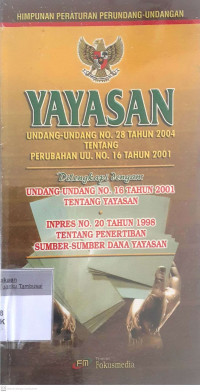 HIMPUNAN PERATURAN PERUNDANG-UNDANGAN
YAYASAN
UNDANG-UNDANG NO. 28 TAHUN 2004
TENTANG
PERUBAHAN UU. NO. 16 TAHUN 2001
Dilengkapi Dengan:
UNDANG-UNDANG NO. 16 TAHUN 2001
TENTANG YAYASAN
INPRES NO. 20 TAHUN 1998
TENTANG PENERTIBAN
SUMBER-SUMBER DANA YAYASAN
FM
Fokusmedia